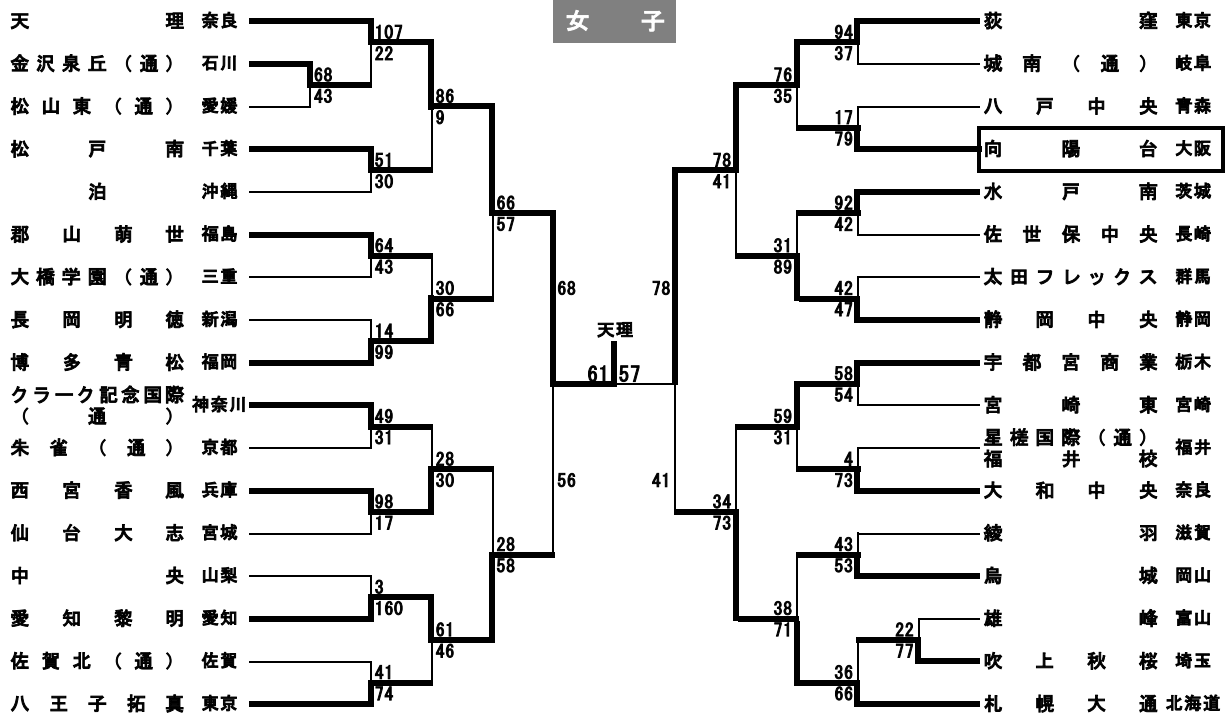 女 子
天 理 奈良
107
22
金沢泉丘（通） 石川
68
43
松山東（通） 愛媛
86
9
松 戸 南 千葉
51
30
泊 沖縄
66
57
郡 山 萌 世 福島
64
43
大橋学園（通） 三重
30
66
長 岡 明 徳 新潟
14
99
博 多 青 松 福岡
68
クラーク記念国際
（ 通 ） 神奈川
49
31
朱 雀 （ 通 ） 京都
28
30
西 宮 香 風 兵庫
98
17
仙 台 大 志 宮城
56
28
58
中 央 山梨
3
160
愛 知 黎 明 愛知
61
46
佐賀北（通） 佐賀
41
74
八 王 子 拓 真 東京
天理
61 57
荻 窪 東京
94
37
城 南 （ 通 ） 岐阜
76
35
八 戸 中 央 青森
17
79
向 陽 台 大阪
78
41
水 戸 南 茨城
92
42
佐 世 保 中 央 長崎
31
89
太田フレックス 群馬
42
47
静 岡 中 央 静岡
78
宇 都 宮 商 業 栃木
58
54
宮 崎 東 宮崎
59
31
星槎国際（通）
福 井 校 福井
4
73
大 和 中 央 奈良
41
34
73
綾 羽 滋賀
43
53
烏 城 岡山
38
71
雄 峰 富山
22
77
吹 上 秋 桜 埼玉
36
66
札 幌 大 通 北海道